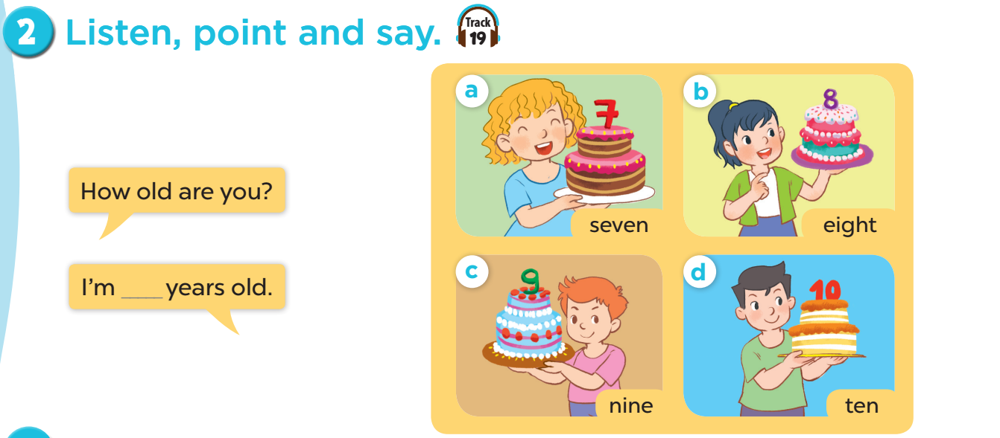 2 Listen, point and say. Track 19
How old are you?
I'm ____ years old.
a
7
seven
b
8
eight
c
9
nine
d
10
ten